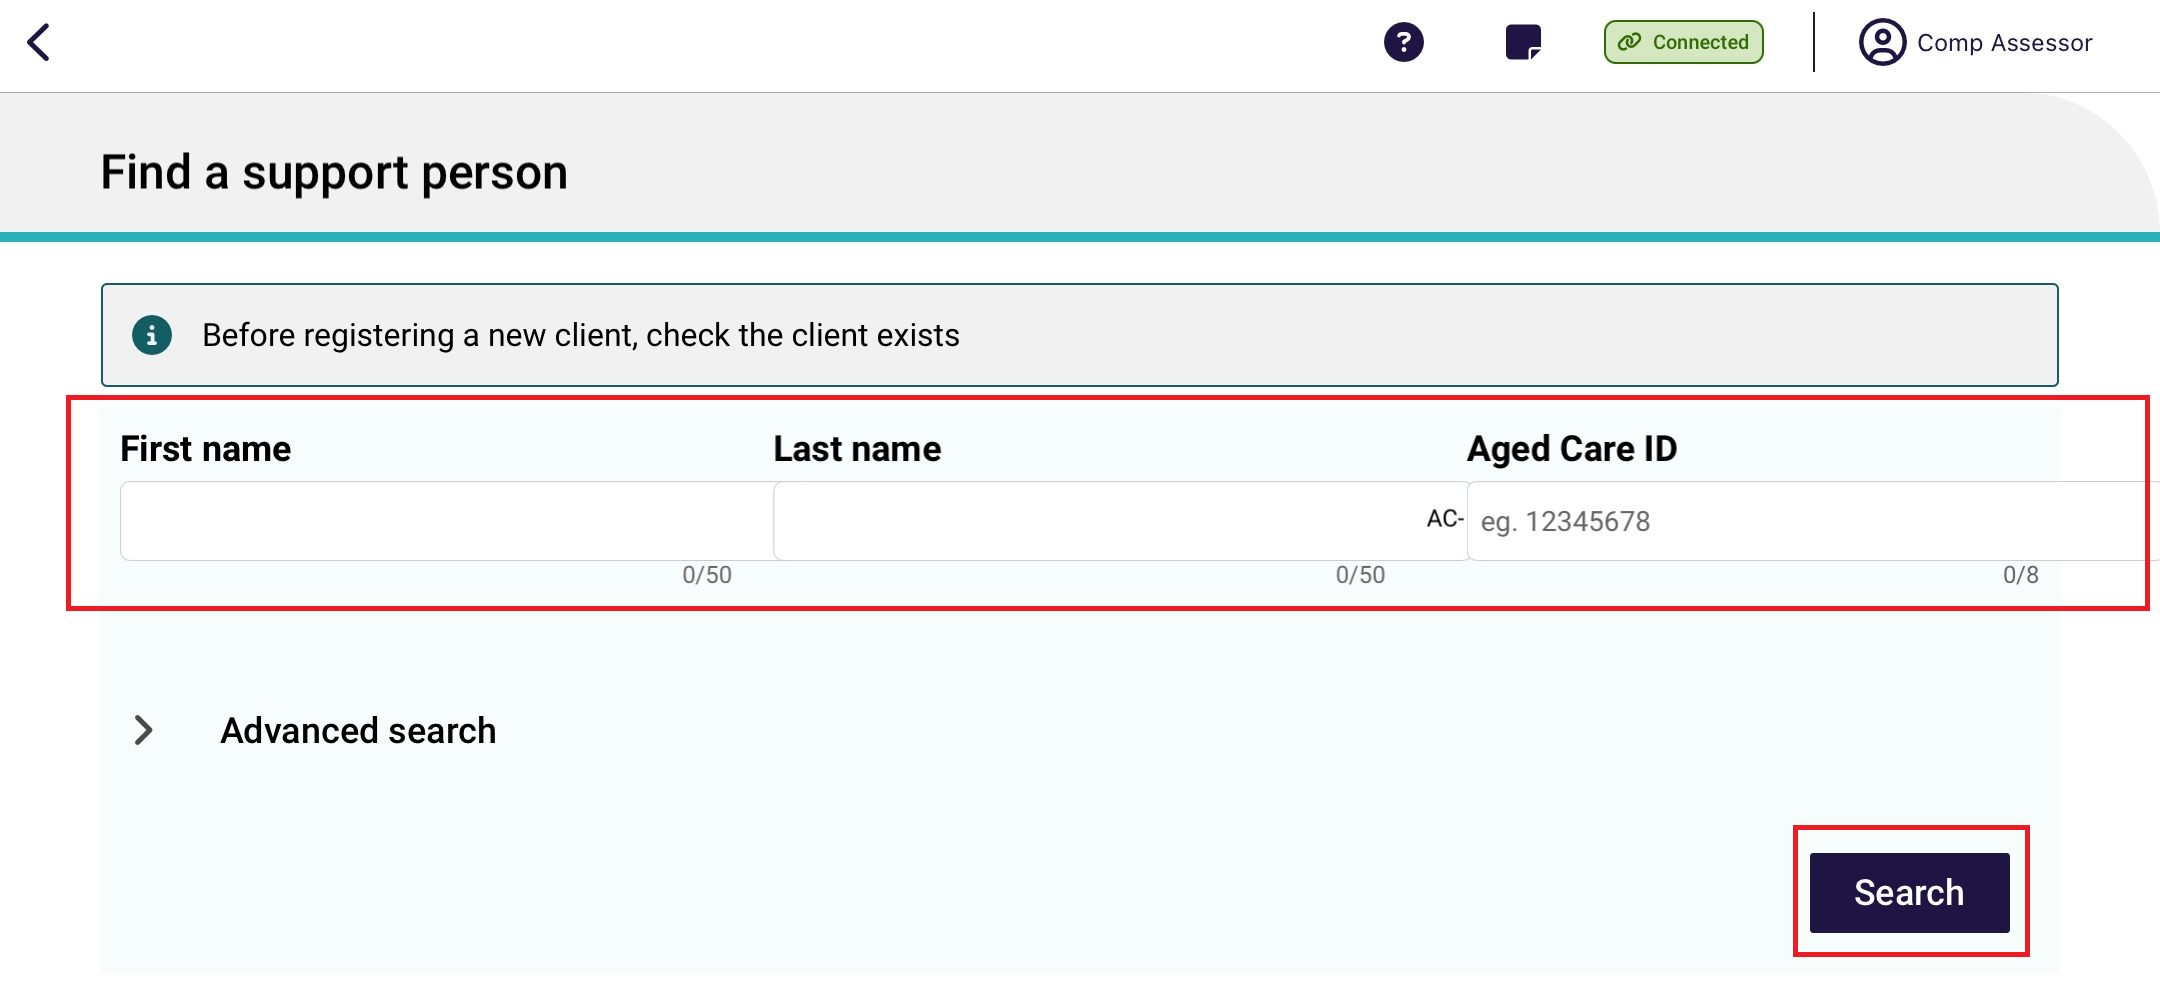 Connected
Comp Assessor
Find a support person
Before registering a new client, check the client exists
First name
Last name
Aged Care ID
AC-
eg. 12345678
0/50
0/50
0/8
Advanced search
Search